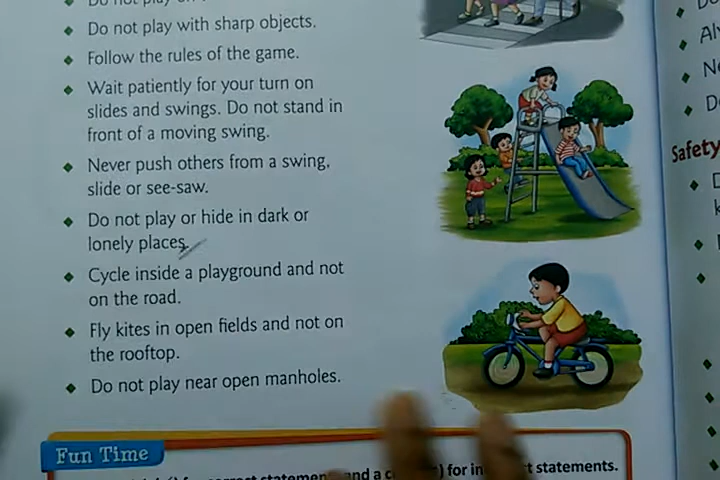 Do not play
Do not play with sharp objects.
Follow the rules of the game.
Wait patiently for your turn on
slides and swings. Do not stand in
front of a moving swing.
Never push others from a swing,
slide or see-saw.
Do not play or hide in dark or
lonely places.
Cycle inside a playground and not
on the road.
Fly kites in open fields and not on
the rooftop.
Do not play near open manholes.
Fun Time
and a for statements.
Safety